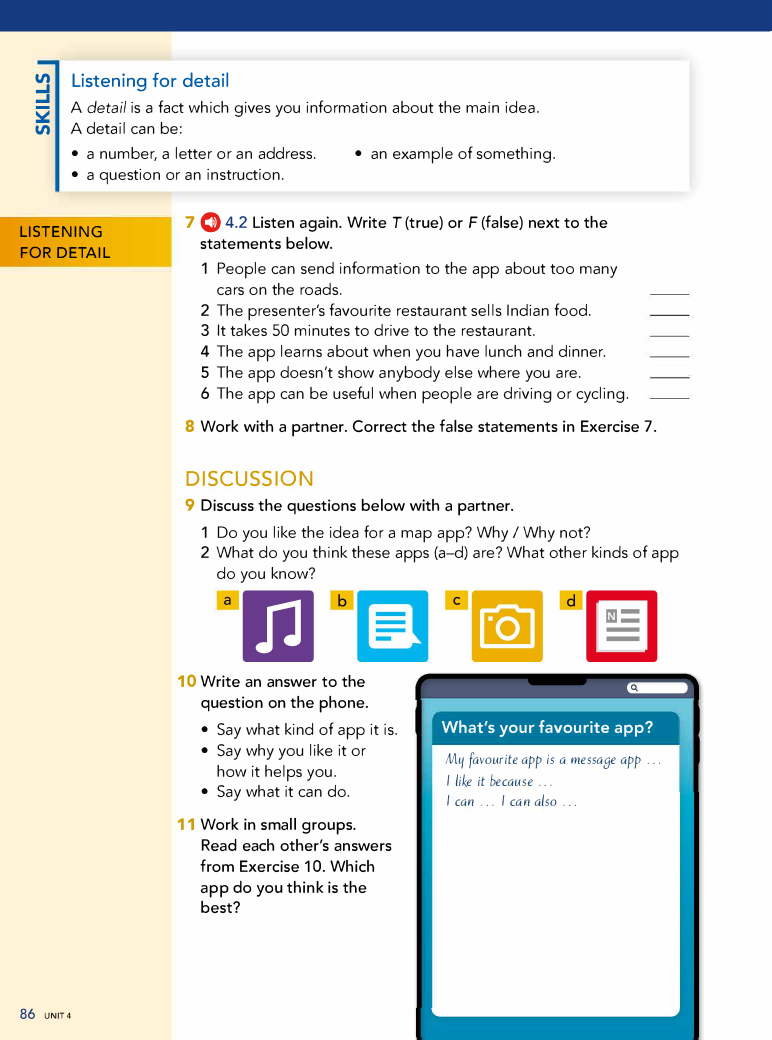 SKILLS
Listening for detail
A detail is a fact which gives you information about the main idea.
A detail can be:
• a number, a letter or an address.
• an example of something.
• a question or an instruction.
LISTENING
FOR DETAIL
7 4.2 Listen again. Write T (true) or F (false) next to the
statements below.
1 People can send information to the app about too many
cars on the roads. _____
2 The presenter's favourite restaurant sells Indian food. _____
3 It takes 50 minutes to drive to the restaurant. _____
4 The app learns about when you have lunch and dinner. _____
5 The app doesn't show anybody else where you are. _____
6 The app can be useful when people are driving or cycling. _____
8 Work with a partner. Correct the false statements in Exercise 7.
DISCUSSION
9 Discuss the questions below with a partner.
1 Do you like the idea for a map app? Why / Why not?
2 What do you think these apps (a–d) are? What other kinds of app
do you know?
a
b
c
d
N
10 Write an answer to the
question on the phone.
• Say what kind of app it is.
• Say why you like it or
how it helps you.
• Say what it can do.
11 Work in small groups.
Read each other's answers
from Exercise 10. Which
app do you think is the
best?
What's your favourite app?
My favourite app is a message app ...
I like it because ...
I can ... I can also ...
86 UNIT 4